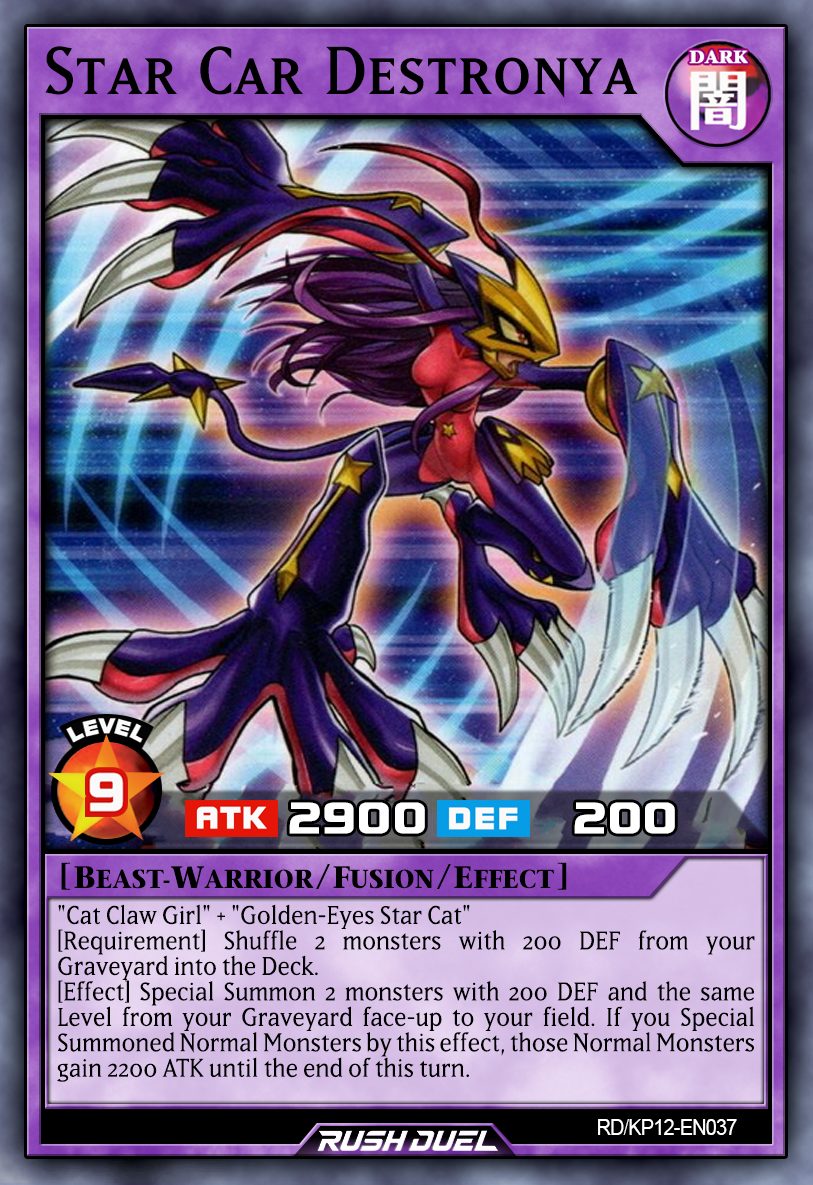 Star Car Destronya
DARK
闇
LEVEL
9
ATK 2900 DEF 200
[Beast-Warrior/Fusion/Effect]
"Cat Claw Girl" + "Golden-Eyes Star Cat"
[Requirement] Shuffle 2 monsters with 200 DEF from your
Graveyard into the Deck.
[Effect] Special Summon 2 monsters with 200 DEF and the same
Level from your Graveyard face-up to your field. If you Special
Summoned Normal Monsters by this effect, those Normal Monsters
gain 2200 ATK until the end of this turn.
RD/KP12-EN037
RUSH DUEL